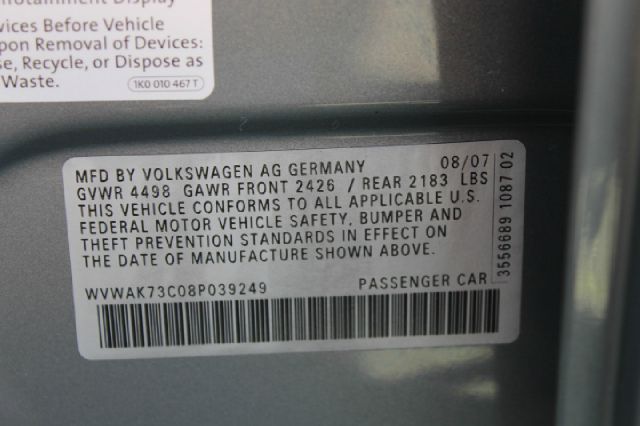 Display
vices Before Vehicle
pon Removal of Devices:
se, Recycle, or Dispose as
Waste.
1K0 010 467 T
MFD BY VOLKSWAGEN AG GERMANY 08/07
GVWR 4498 GAWR FRONT 2426 / REAR 2183 LBS
THIS VEHICLE CONFORMS TO ALL APPLICABLE U.S.
FEDERAL MOTOR VEHICLE SAFETY, BUMPER AND
THEFT PREVENTION STANDARDS IN EFFECT ON
THE DATE OF MANUFACTURE SHOWN ABOVE.
WVWAK73C08P039249 PASSENGER CAR
3556689 1087 02